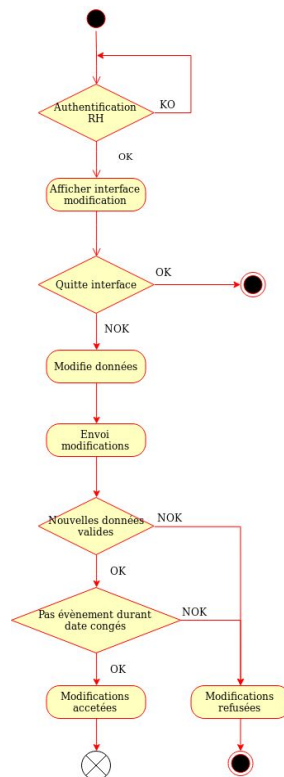 Authentification
RH
KO
OK
Afficher interface
modification
Quitte interface
OK
NOK
Modifie données
Envoi
modifications
Nouvelles données
valides
NOK
OK
Pas évènement durant
date congés
NOK
OK
Modifications
accetées
Modifications
refusées